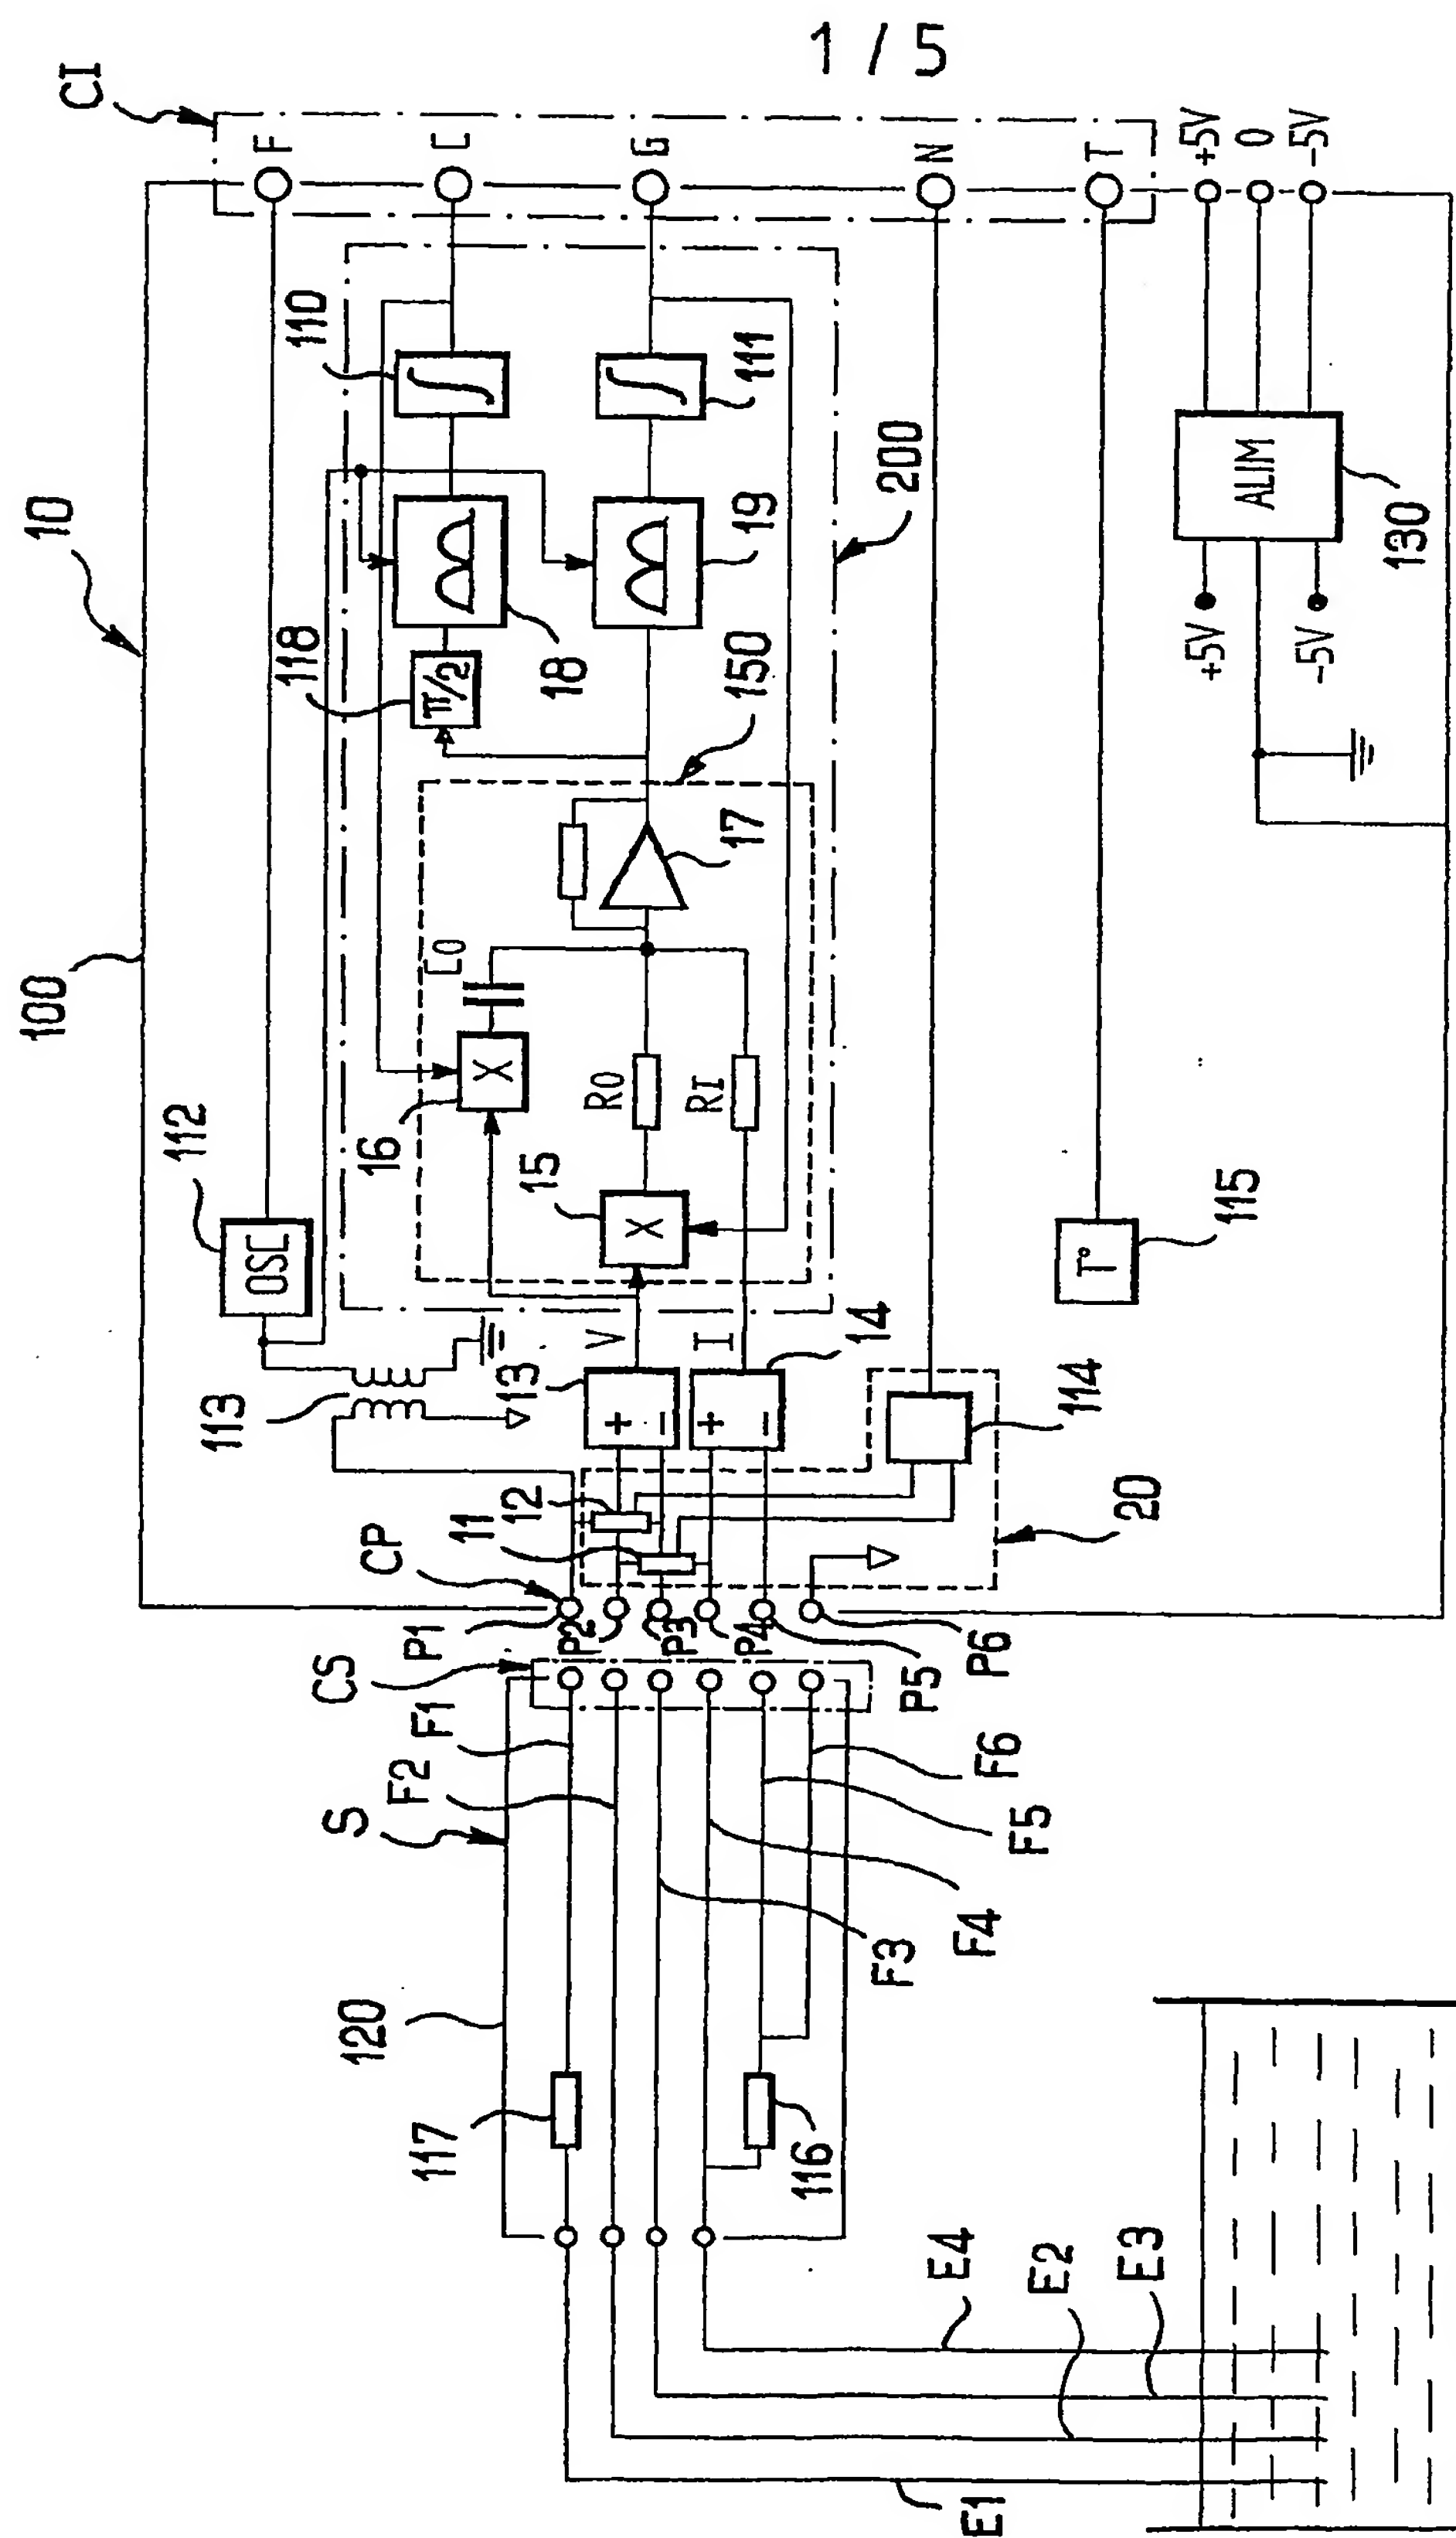 1 / 5
CI
F
C
G
N
T
+5V
0
-5V
10
100
110
111
118
π/2
18
19
200
150
17
C0
16
X
R0
RI
15
X
112
OSC
ALIM
130
+5V
-5V
T°
115
113
V
I
13
+
-
14
+
-
114
20
11
12
CP
P1
P2
P3
P4
P5
P6
CS
S
F1
F2
F3
F4
F5
F6
120
117
116
E4
E2
E3
E1